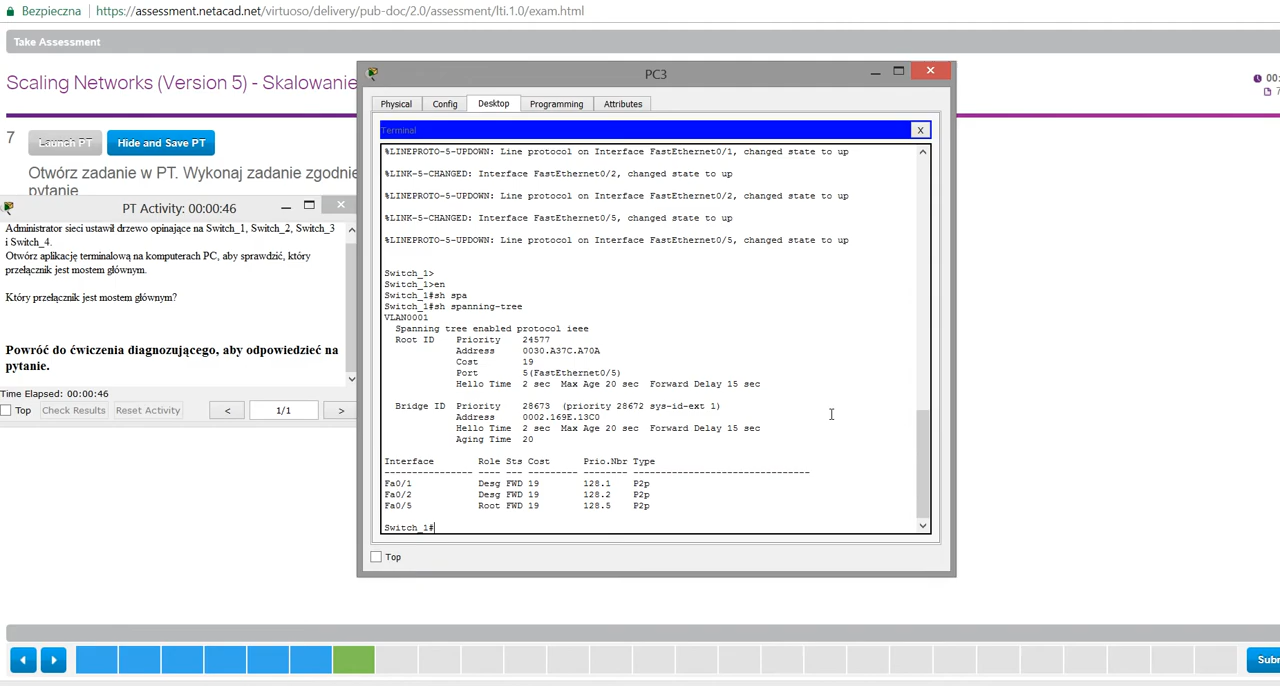 Bezpieczna | https://assessment.netacad.net/virtuoso/delivery/pub-doc/2.0/assessment/lti.1.0/exam.html
Take Assessment
Scaling Networks (Version 5) - Skalowanie
00:
7
7
Launch PT
Hide and Save PT
Otwórz zadanie w PT. Wykonaj zadanie zgodnie
pytanie
PT Activity: 00:00:46
Administrator sieci ustawił drzewo opinające na Switch_1, Switch_2, Switch_3
i Switch_4.
Otwórz aplikację terminalową na komputerach PC, aby sprawdzić, który
przełącznik jest mostem głównym.
Który przełącznik jest mostem głównym?
Powróć do ćwiczenia diagnozującego, aby odpowiedzieć na
pytanie.
Time Elapsed: 00:00:46
Top Check Results Reset Activity < 1/1 >
PC3
Physical Config Desktop Programming Attributes
Terminal X
%LINEPROTO-5-UPDOWN: Line protocol on Interface FastEthernet0/1, changed state to up
%LINK-5-CHANGED: Interface FastEthernet0/2, changed state to up
%LINEPROTO-5-UPDOWN: Line protocol on Interface FastEthernet0/2, changed state to up
%LINK-5-CHANGED: Interface FastEthernet0/5, changed state to up
%LINEPROTO-5-UPDOWN: Line protocol on Interface FastEthernet0/5, changed state to up
Switch_1>
Switch_1>en
Switch_1#sh spa
Switch_1#sh spanning-tree
VLAN0001
Spanning tree enabled protocol ieee
Root ID Priority 24577
Address 0030.A37C.A70A
Cost 19
Port 5(FastEthernet0/5)
Hello Time 2 sec Max Age 20 sec Forward Delay 15 sec
Bridge ID Priority 28673 (priority 28672 sys-id-ext 1)
Address 0002.169E.13C0
Hello Time 2 sec Max Age 20 sec Forward Delay 15 sec
Aging Time 20
Interface Role Sts Cost Prio.Nbr Type
---------------- ---- --- --------- -------- --------------------------------
Fa0/1 Desg FWD 19 128.1 P2p
Fa0/2 Desg FWD 19 128.2 P2p
Fa0/5 Root FWD 19 128.5 P2p
Switch_1#
Top
Subm